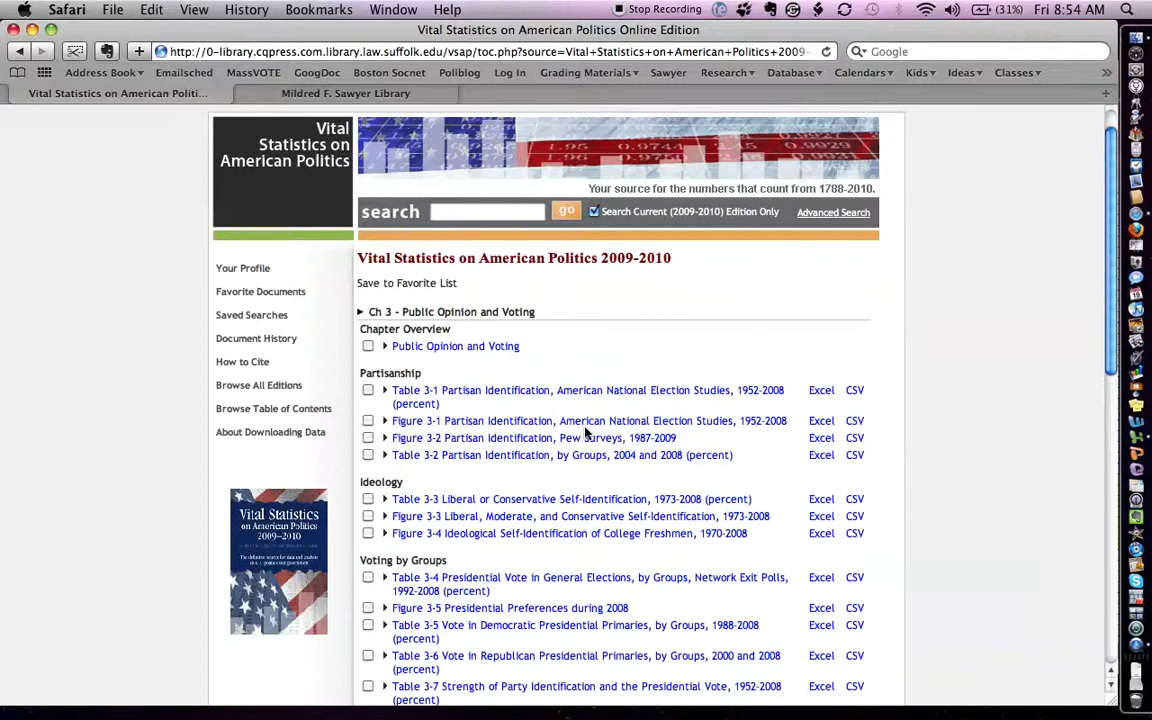 Safari File Edit View History Bookmarks Window Help Stop Recording (31%) Fri 8:54 AM
Vital Statistics on American Politics Online Edition
http://0-library.cqpress.com.library.law.suffolk.edu/vsap/toc.php?source=Vital+Statistics+on+American+Politics+2009- Google
Address Book Emailsched MassVOTE GoogDoc Boston Socnet Poliblog Log In Grading Materials Sawyer Research Database Calendars Kids Ideas Classes
Vital Statistics on American Politi... Mildred F. Sawyer Library
Vital
Statistics on
American Politics
Your source for the numbers that count from 1788-2010.
search go Search Current (2009-2010) Edition Only Advanced Search
Vital Statistics on American Politics 2009-2010
Save to Favorite List
Your Profile
Favorite Documents
Saved Searches
Document History
How to Cite
Browse All Editions
Browse Table of Contents
About Downloading Data
Vital Statistics
on American Politics
2009–2010
Ch 3 - Public Opinion and Voting
Chapter Overview
Public Opinion and Voting
Partisanship
Table 3-1 Partisan Identification, American National Election Studies, 1952-2008 Excel CSV
(percent)
Figure 3-1 Partisan Identification, American National Election Studies, 1952-2008 Excel CSV
Figure 3-2 Partisan Identification, Pew Surveys, 1987-2009 Excel CSV
Table 3-2 Partisan Identification, by Groups, 2004 and 2008 (percent) Excel CSV
Ideology
Table 3-3 Liberal or Conservative Self-Identification, 1973-2008 (percent) Excel CSV
Figure 3-3 Liberal, Moderate, and Conservative Self-Identification, 1973-2008 Excel CSV
Figure 3-4 Ideological Self-Identification of College Freshmen, 1970-2008 Excel CSV
Voting by Groups
Table 3-4 Presidential Vote in General Elections, by Groups, Network Exit Polls, Excel CSV
1992-2008 (percent)
Figure 3-5 Presidential Preferences during 2008 Excel CSV
Table 3-5 Vote in Democratic Presidential Primaries, by Groups, 1988-2008 Excel CSV
(percent)
Table 3-6 Vote in Republican Presidential Primaries, by Groups, 2000 and 2008 Excel CSV
(percent)
Table 3-7 Strength of Party Identification and the Presidential Vote, 1952-2008 Excel CSV
(percent)